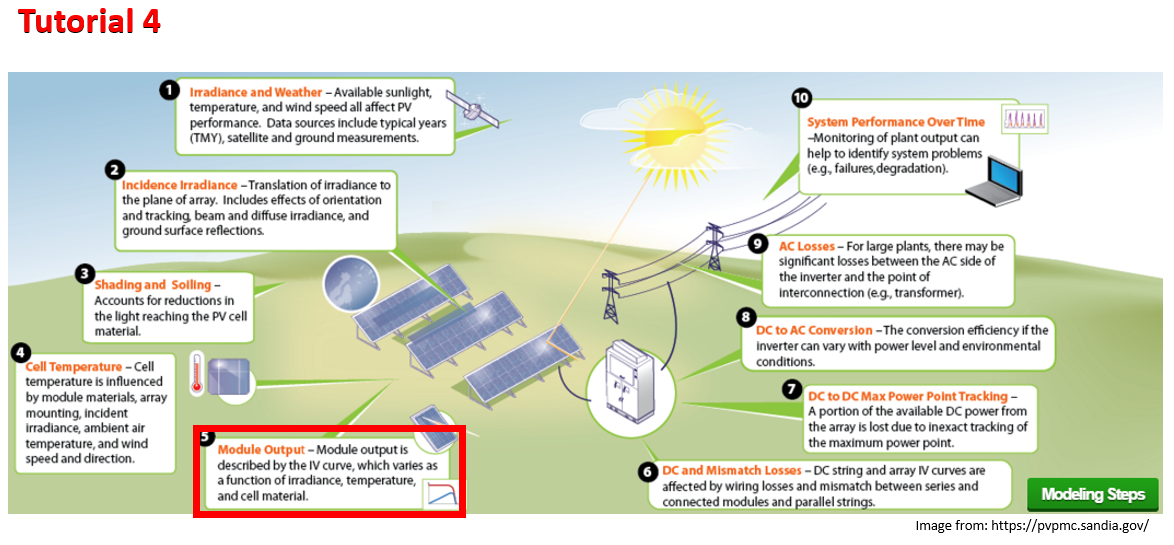 Tutorial 4
1
Irradiance and Weather – Available sunlight,
temperature, and wind speed all affect PV
performance. Data sources include typical years
(TMY), satellite and ground measurements.
2
Incidence Irradiance – Translation of irradiance to
the plane of array. Includes effects of orientation
and tracking, beam and diffuse irradiance, and
ground surface reflections.
3
Shading and Soiling –
Accounts for reductions in
the light reaching the PV cell
material.
4
Cell Temperature – Cell
temperature is influenced
by module materials, array
mounting, incident
irradiance, ambient air
temperature, and wind
speed and direction.
5
Module Output – Module output is
described by the IV curve, which varies as
a function of irradiance, temperature,
and cell material.
6
DC and Mismatch Losses – DC string and array IV curves are
affected by wiring losses and mismatch between series and
connected modules and parallel strings.
7
DC to DC Max Power Point Tracking –
A portion of the available DC power from
the array is lost due to inexact tracking of
the maximum power point.
8
DC to AC Conversion – The conversion efficiency if the
inverter can vary with power level and environmental
conditions.
9
AC Losses – For large plants, there may be
significant losses between the AC side of
the inverter and the point of
interconnection (e.g., transformer).
10
System Performance Over Time
–Monitoring of plant output can
help to identify system problems
(e.g., failures,degradation).
Modeling Steps
Image from: https://pvpmc.sandia.gov/